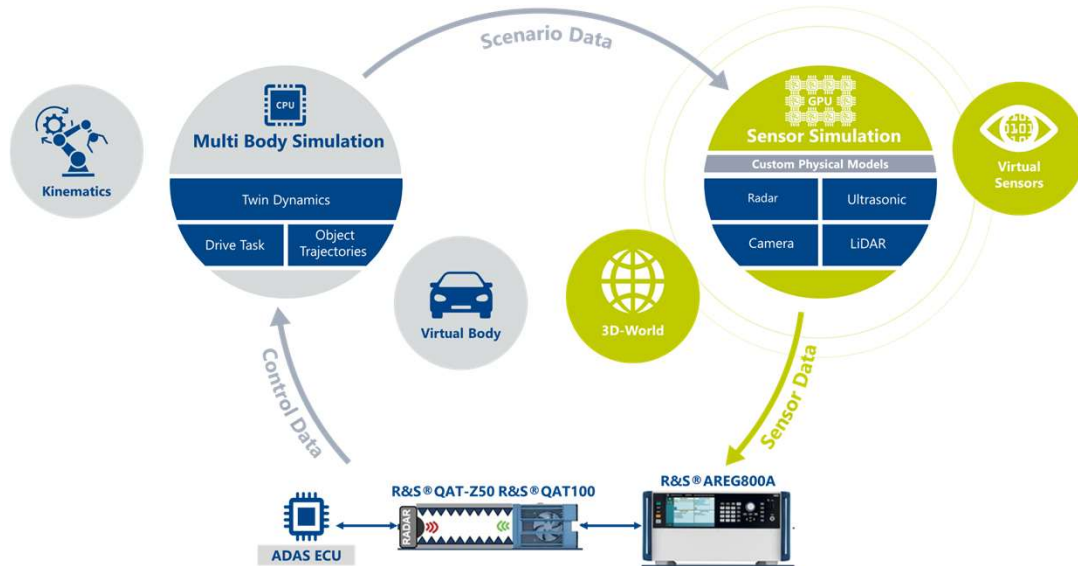 Scenario Data
CPU
Multi Body Simulation
Twin Dynamics
Drive Task
Object
Trajectories
Kinematics
Virtual Body
GPU
Sensor Simulation
Custom Physical Models
Radar
Ultrasonic
Camera
LiDAR
Virtual
Sensors
3D-World
Control Data
Sensor Data
R&S®QAT-Z50 R&S®QAT100
R&S®AREG800A
RADAR
ADAS ECU